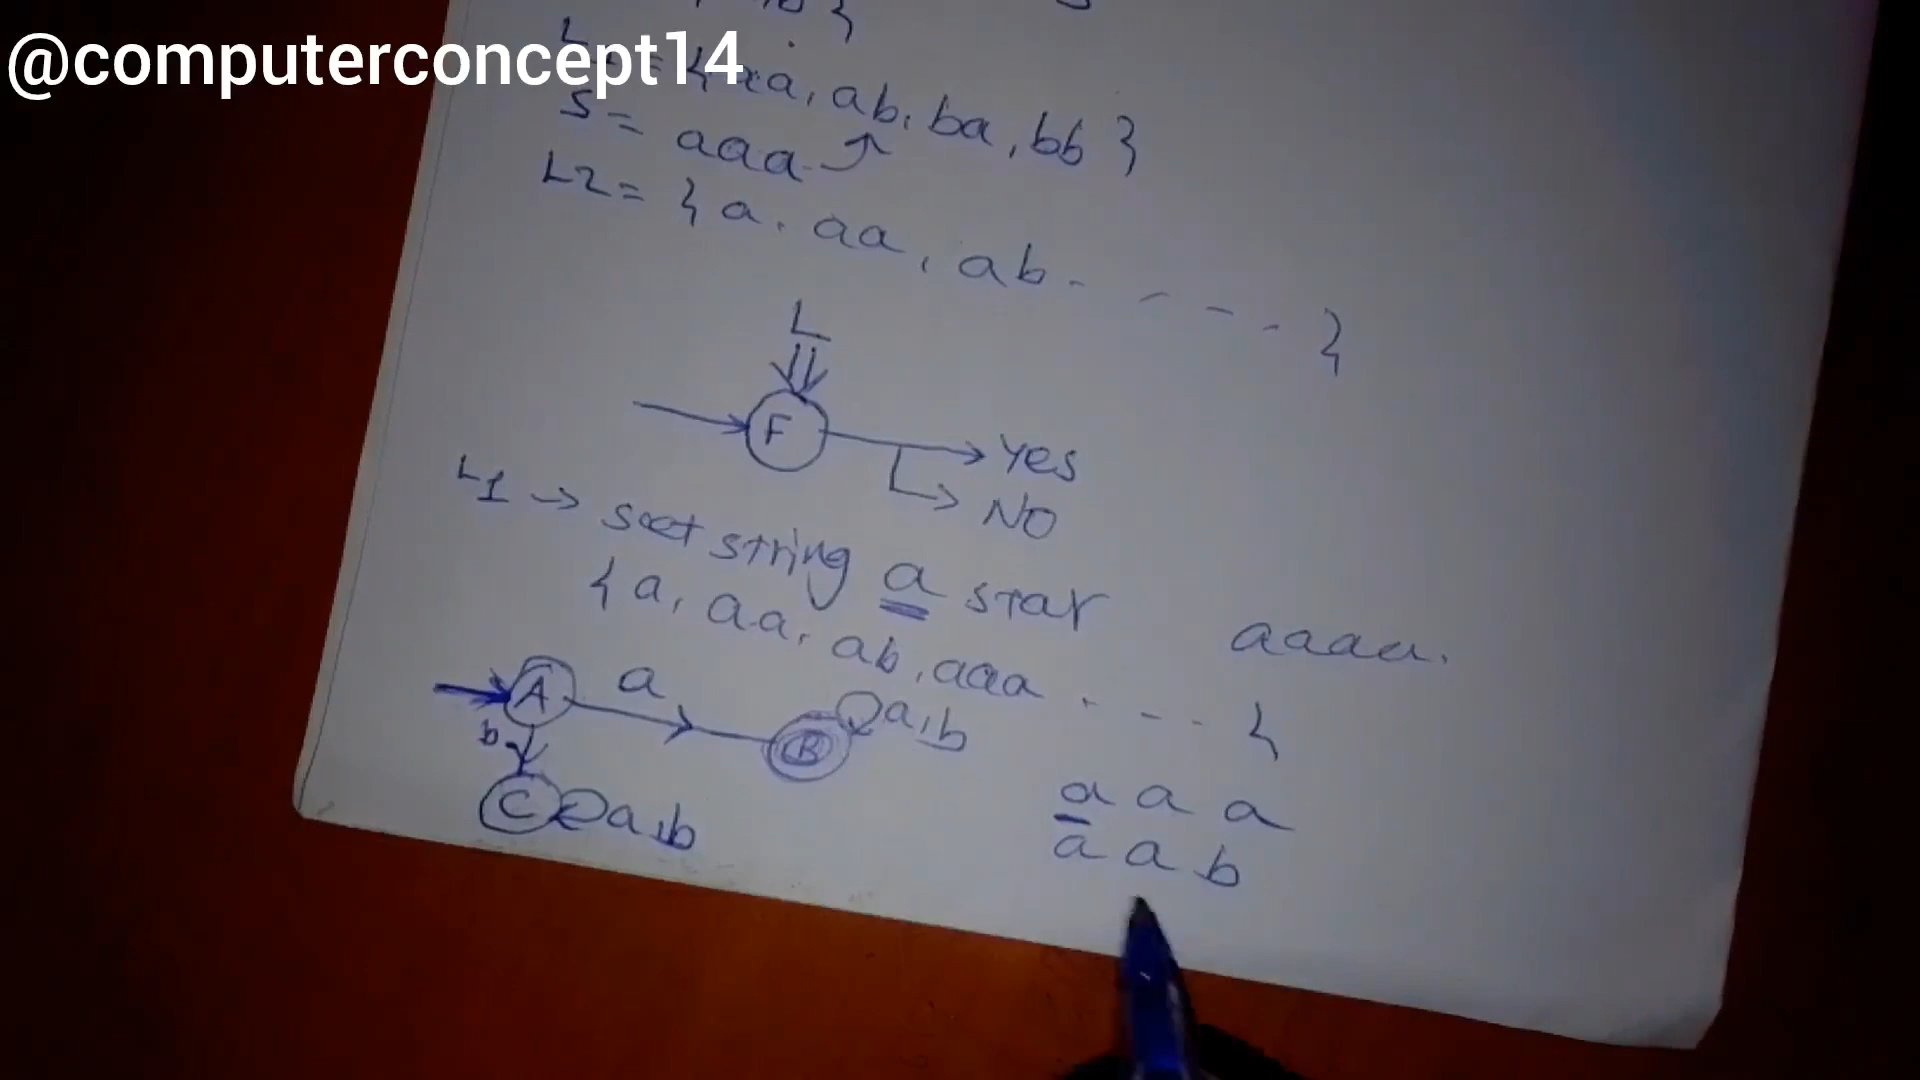 @computerconcept14
L1 = {aa, ab, ba, bb}
S = aaa
L2 = {a, aa, ab - - - - }
L
F
Yes
NO
L1 → set string a star
{a, aa, ab, aaa - - - - }
aaaa.
A a B a,b
b
C a,b
a a a
a a b